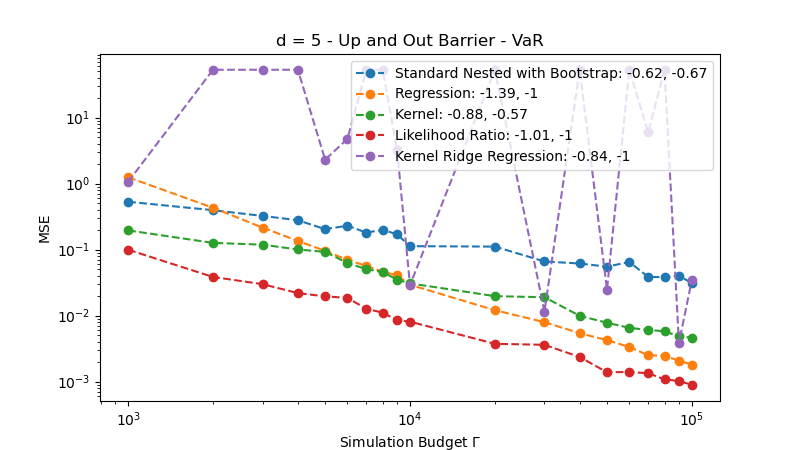 d = 5 - Up and Out Barrier - VaR
Standard Nested with Bootstrap: -0.62, -0.67
Regression: -1.39, -1
Kernel: -0.88, -0.57
Likelihood Ratio: -1.01, -1
Kernel Ridge Regression: -0.84, -1
MSE
10¹
10⁰
10⁻¹
10⁻²
10⁻³
10³
10⁴
10⁵
Simulation Budget Γ